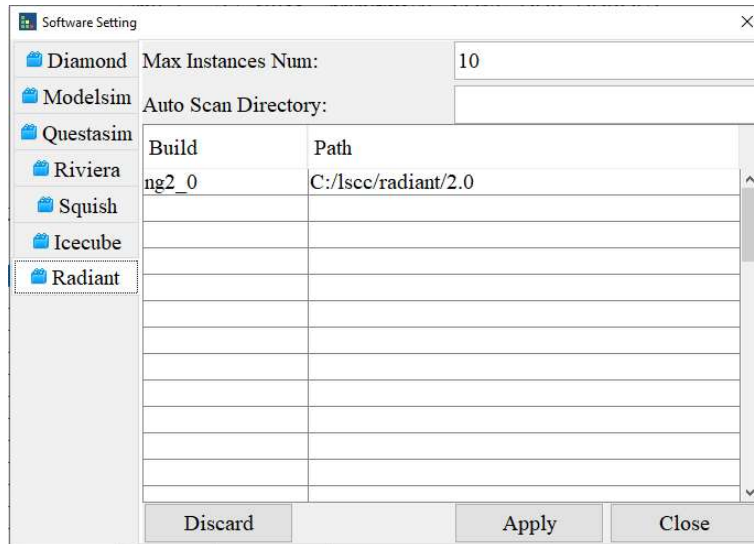 Software Setting
Diamond
Modelsim
Questasim
Riviera
Squish
Icecube
Radiant
Max Instances Num: 10
Auto Scan Directory:
Build Path
ng2_0 C:/lscc/radiant/2.0
Discard Apply Close